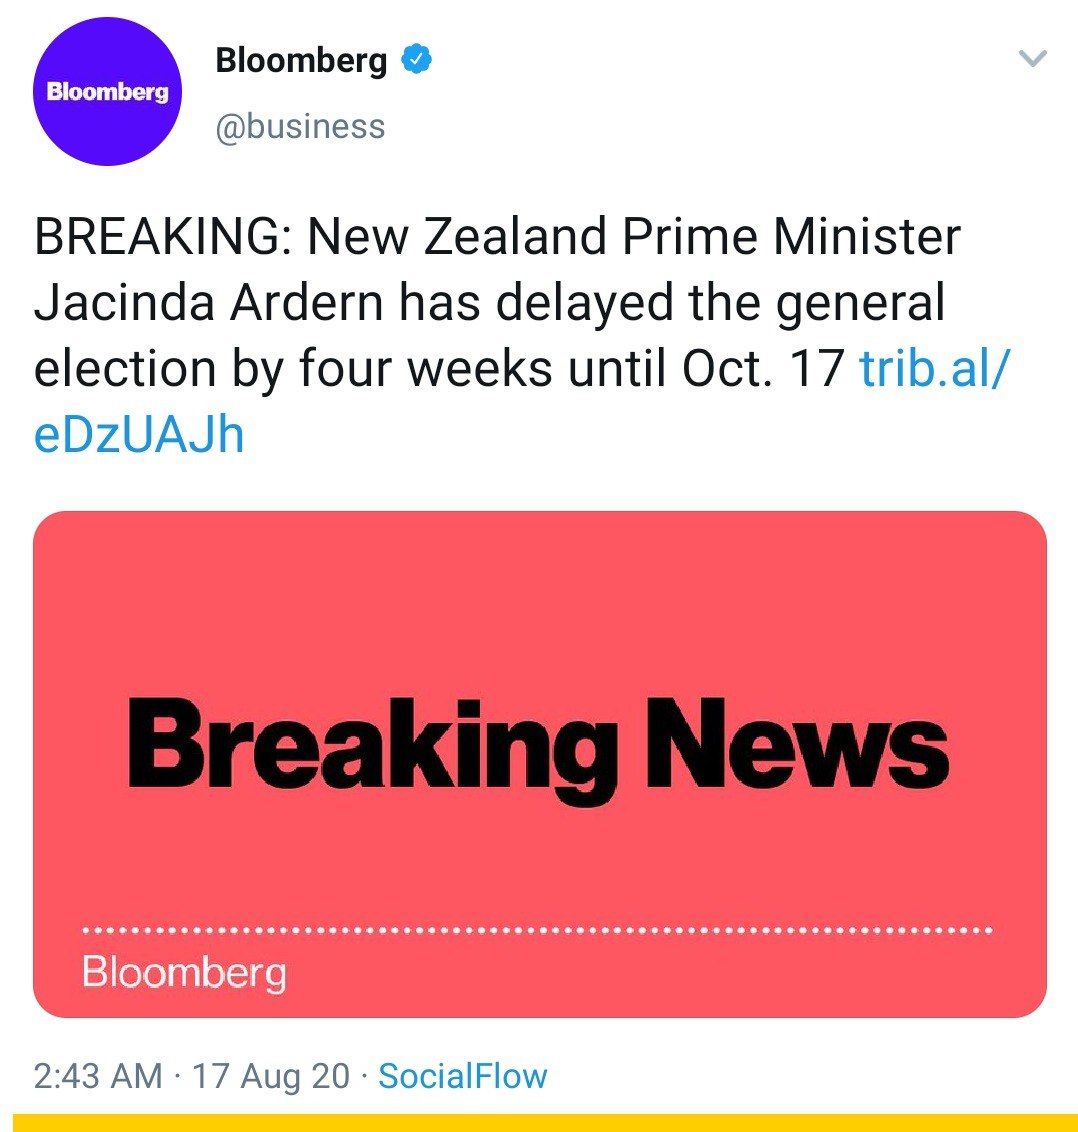 Bloomberg
Bloomberg
@business
BREAKING: New Zealand Prime Minister
Jacinda Ardern has delayed the general
election by four weeks until Oct. 17 trib.al/
eDzUAJh
Breaking News
Bloomberg
2:43 AM · 17 Aug 20 · SocialFlow